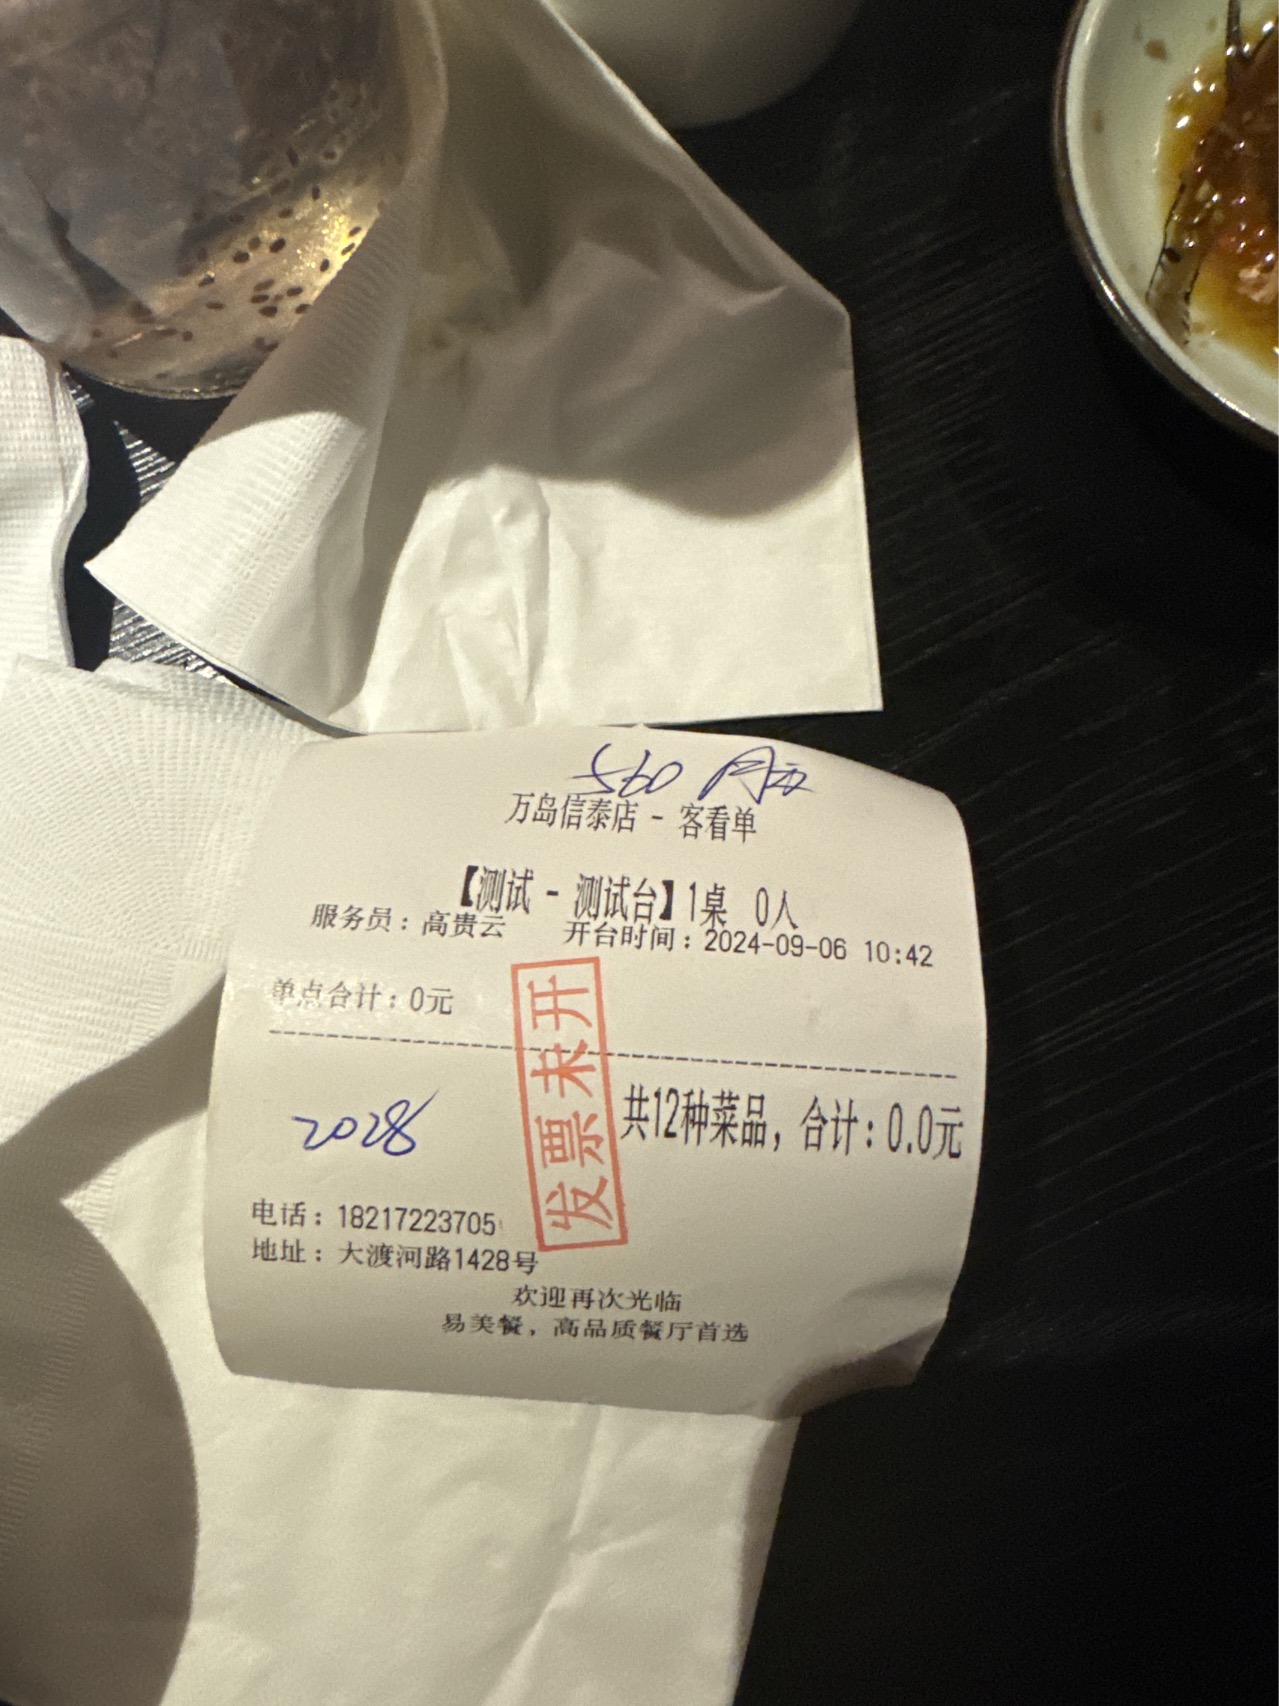 560
万岛信泰店 - 客看单
【测试 - 测试台】1桌 0人
服务员：高贵云 开台时间：2024-09-06 10:42
单点合计：0元
发票未开
共12种菜品，合计：0.0元
2028
电话：18217223705
地址：大渡河路1428号
欢迎再次光临
易美餐，高品质餐厅首选